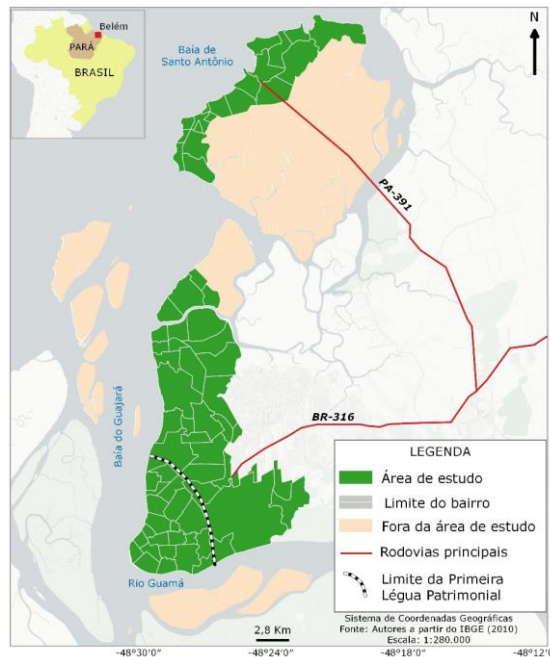 Belém
PARÁ
BRASIL
Baía de
Santo Antônio
N
PA-391
Baía do Guajará
BR-316
Rio Guamá
LEGENDA
Área de estudo
Limite do bairro
Fora da área de estudo
Rodovias principais
Limite da Primeira
Légua Patrimonial
Sistema de Coordenadas Geográficas
Fonte: Autores a partir do IBGE (2010)
Escala: 1:280.000
2,8 Km
-48°30'0"
-48°24'0"
-48°18'0"
-48°12'0